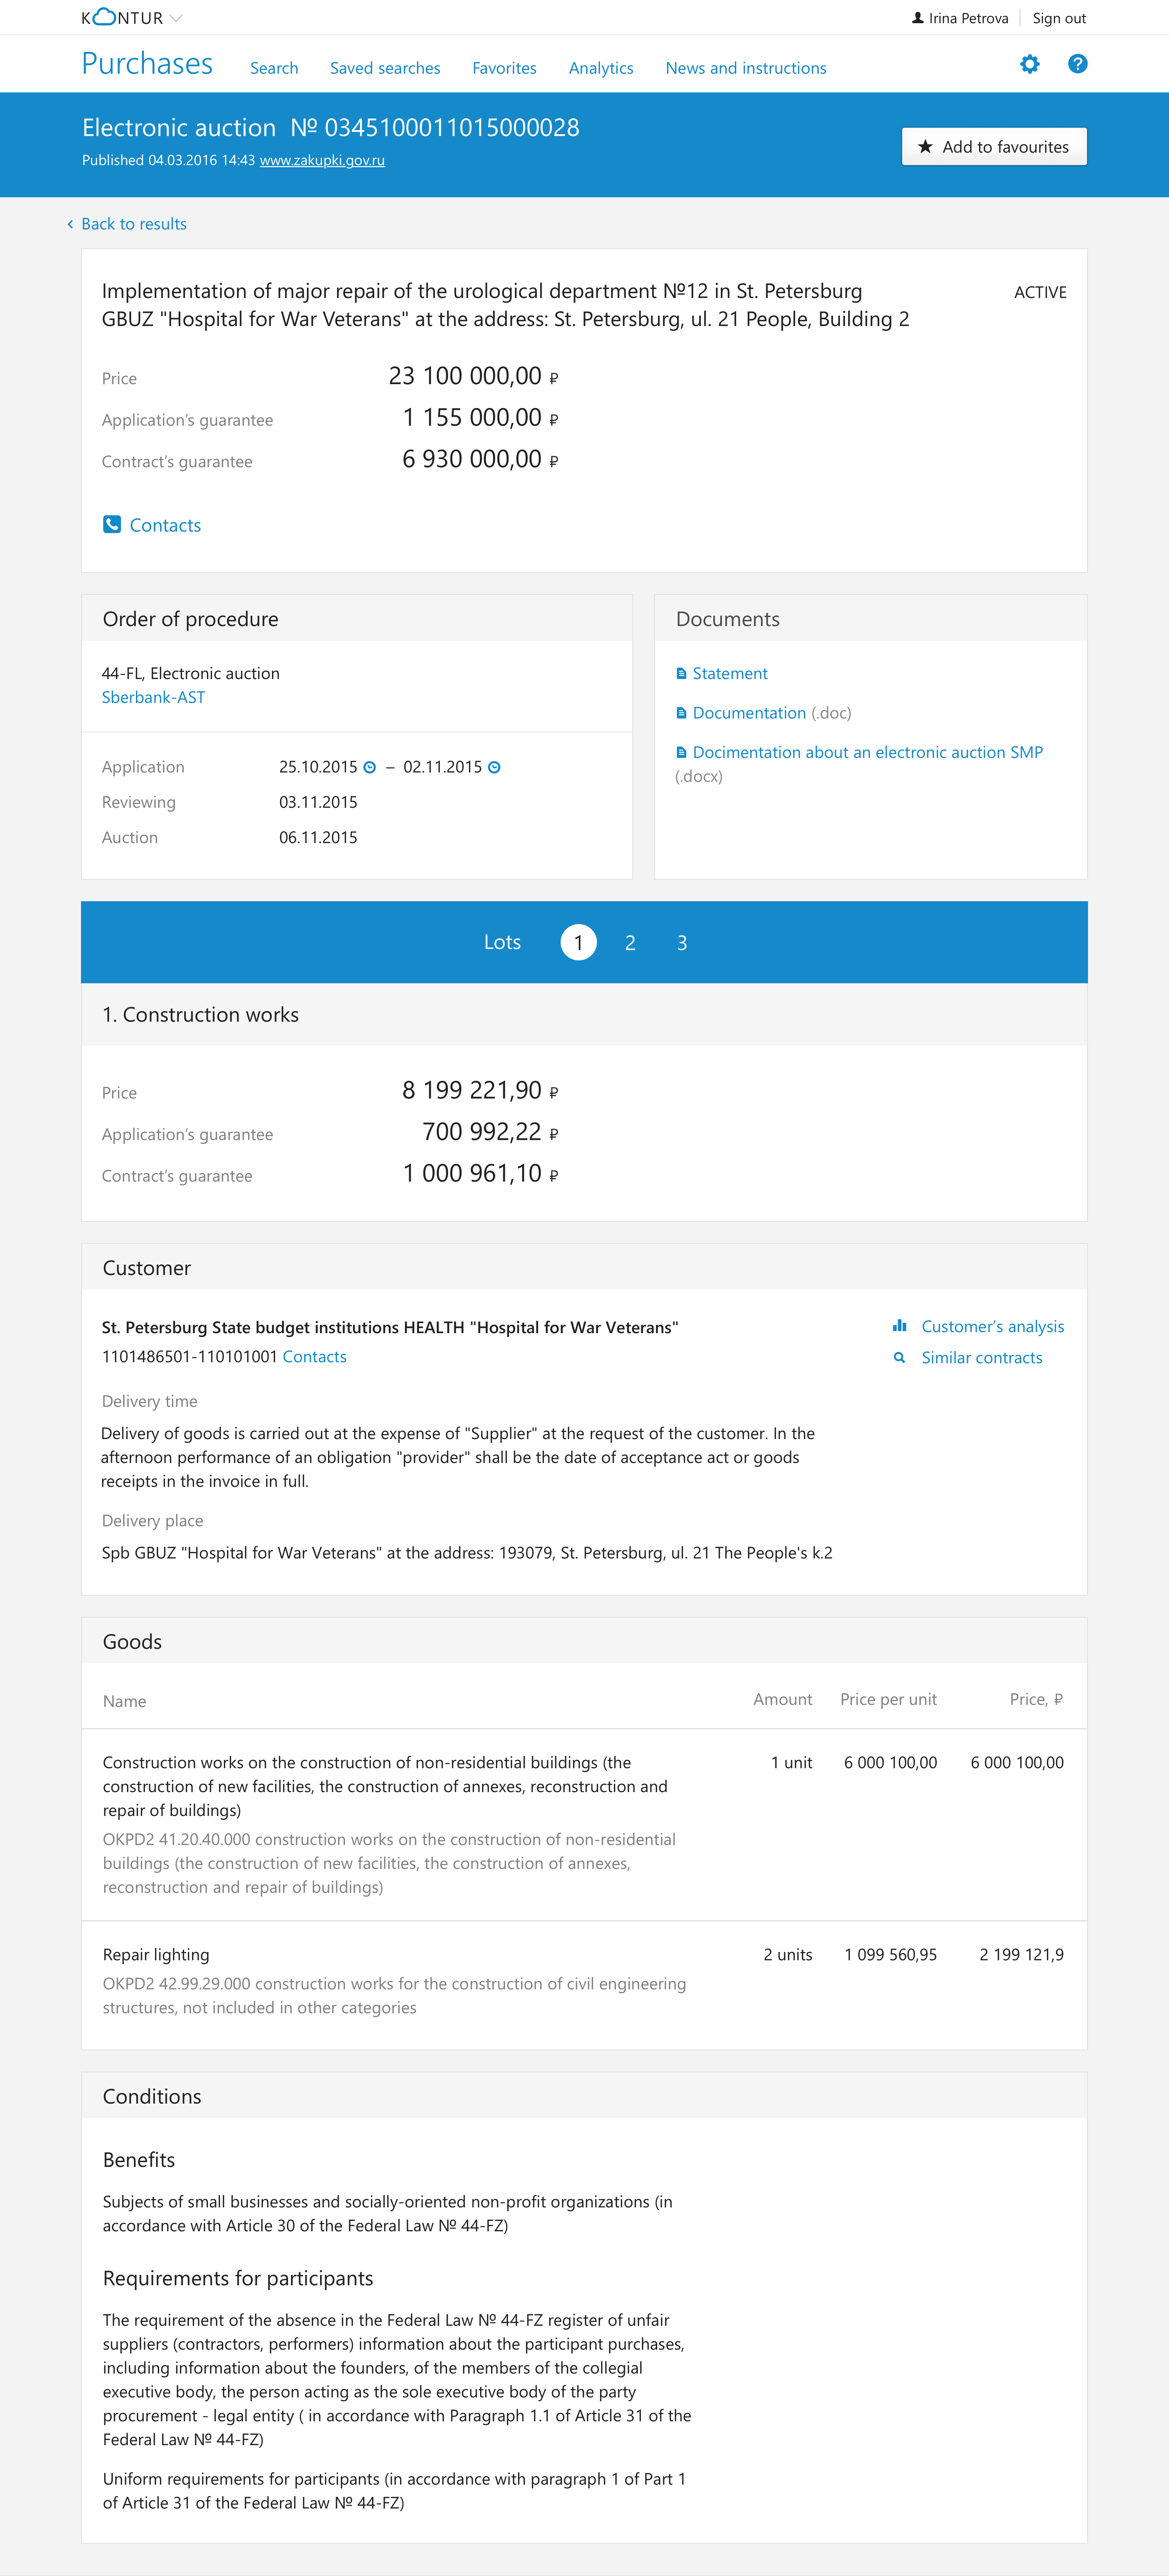 KONTUR
Irina Petrova
Sign out
Purchases
Search
Saved searches
Favorites
Analytics
News and instructions
?
Electronic auction № 0345100011015000028
Published 04.03.2016 14:43 www.zakupki.gov.ru
Add to favourites
Back to results
Implementation of major repair of the urological department №12 in St. Petersburg
GBUZ "Hospital for War Veterans" at the address: St. Petersburg, ul. 21 People, Building 2
ACTIVE
Price 23 100 000,00 ₽
Application's guarantee 1 155 000,00 ₽
Contract's guarantee 6 930 000,00 ₽
Contacts
Order of procedure
44-FL, Electronic auction
Sberbank-AST
Application 25.10.2015 – 02.11.2015
Reviewing 03.11.2015
Auction 06.11.2015
Documents
Statement
Documentation (.doc)
Docimentation about an electronic auction SMP
(.docx)
Lots 1 2 3
1. Construction works
Price 8 199 221,90 ₽
Application's guarantee 700 992,22 ₽
Contract's guarantee 1 000 961,10 ₽
Customer
St. Petersburg State budget institutions HEALTH "Hospital for War Veterans"
1101486501-110101001 Contacts
Customer's analysis
Similar contracts
Delivery time
Delivery of goods is carried out at the expense of "Supplier" at the request of the customer. In the
afternoon performance of an obligation "provider" shall be the date of acceptance act or goods
receipts in the invoice in full.
Delivery place
Spb GBUZ "Hospital for War Veterans" at the address: 193079, St. Petersburg, ul. 21 The People's k.2
Goods
Name Amount Price per unit Price, ₽
Construction works on the construction of non-residential buildings (the 1 unit 6 000 100,00 6 000 100,00
construction of new facilities, the construction of annexes, reconstruction and
repair of buildings)
OKPD2 41.20.40.000 construction works on the construction of non-residential
buildings (the construction of new facilities, the construction of annexes,
reconstruction and repair of buildings)
Repair lighting 2 units 1 099 560,95 2 199 121,9
OKPD2 42.99.29.000 construction works for the construction of civil engineering
structures, not included in other categories
Conditions
Benefits
Subjects of small businesses and socially-oriented non-profit organizations (in
accordance with Article 30 of the Federal Law № 44-FZ)
Requirements for participants
The requirement of the absence in the Federal Law № 44-FZ register of unfair
suppliers (contractors, performers) information about the participant purchases,
including information about the founders, of the members of the collegial
executive body, the person acting as the sole executive body of the party
procurement - legal entity ( in accordance with Paragraph 1.1 of Article 31 of the
Federal Law № 44-FZ)
Uniform requirements for participants (in accordance with paragraph 1 of Part 1
of Article 31 of the Federal Law № 44-FZ)